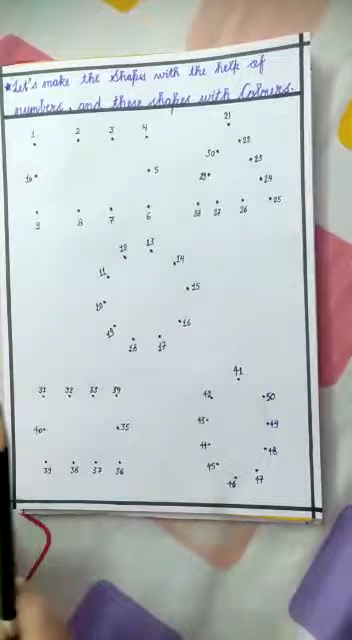 *Let's make the shapes with the help of
numbers, and these shapes with Colours.
1 2 3 4
10 5
9 8 7 6
21
22
30 23
29 24
28 27 26 25
12 13
11 14
15
10
19 16
18 17
31 32 33 34
40 35
39 38 37 36
41
42 50
43 49
44 48
45 46 47